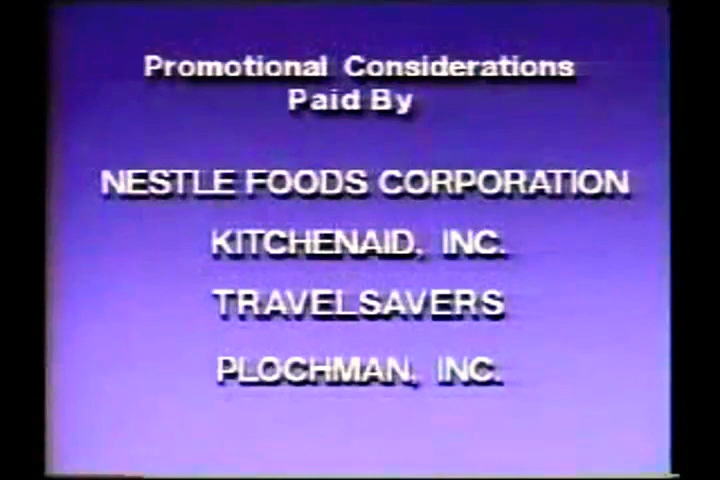 Promotional Considerations
Paid By
NESTLE FOODS CORPORATION
KITCHENAID, INC.
TRAVELSAVERS
PLOCHMAN, INC.